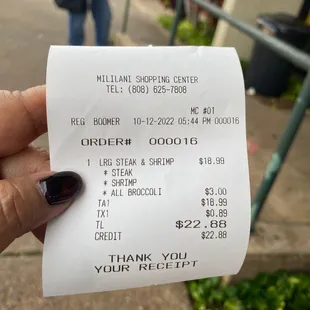 MILILANI SHOPPING CENTER
TEL: (808) 625-7808
MC #01
REG BOOMER 10-12-2022 05:44 PM 000016
ORDER# 000016
1 LRG STEAK & SHRIMP $18.99
* STEAK
* SHRIMP
* ALL BROCCOLI $3.00
TA1 $18.99
TX1 $0.89
TL $22.88
CREDIT $22.88
THANK YOU
YOUR RECEIPT